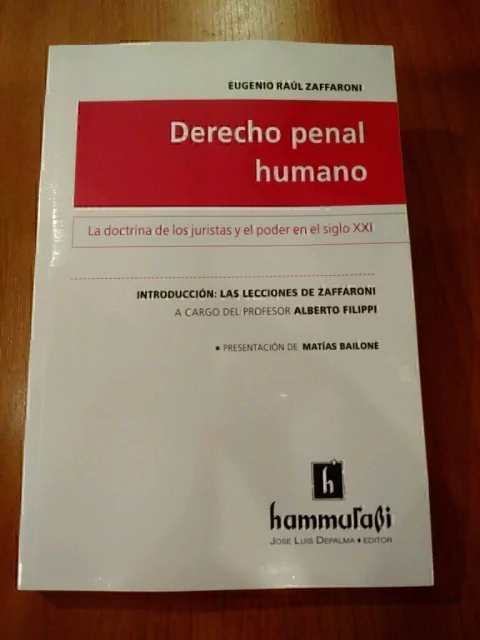 EUGENIO RAÚL ZAFFARONI
Derecho penal
humano
La doctrina de los juristas y el poder en el siglo XXI
INTRODUCCIÓN: LAS LECCIONES DE ZAFFARONI
A CARGO DEL PROFESOR ALBERTO FILIPPI
▪ PRESENTACIÓN DE MATÍAS BAILONE
h
hammuraβi
JOSE LUIS DEPALMA ♦ EDITOR